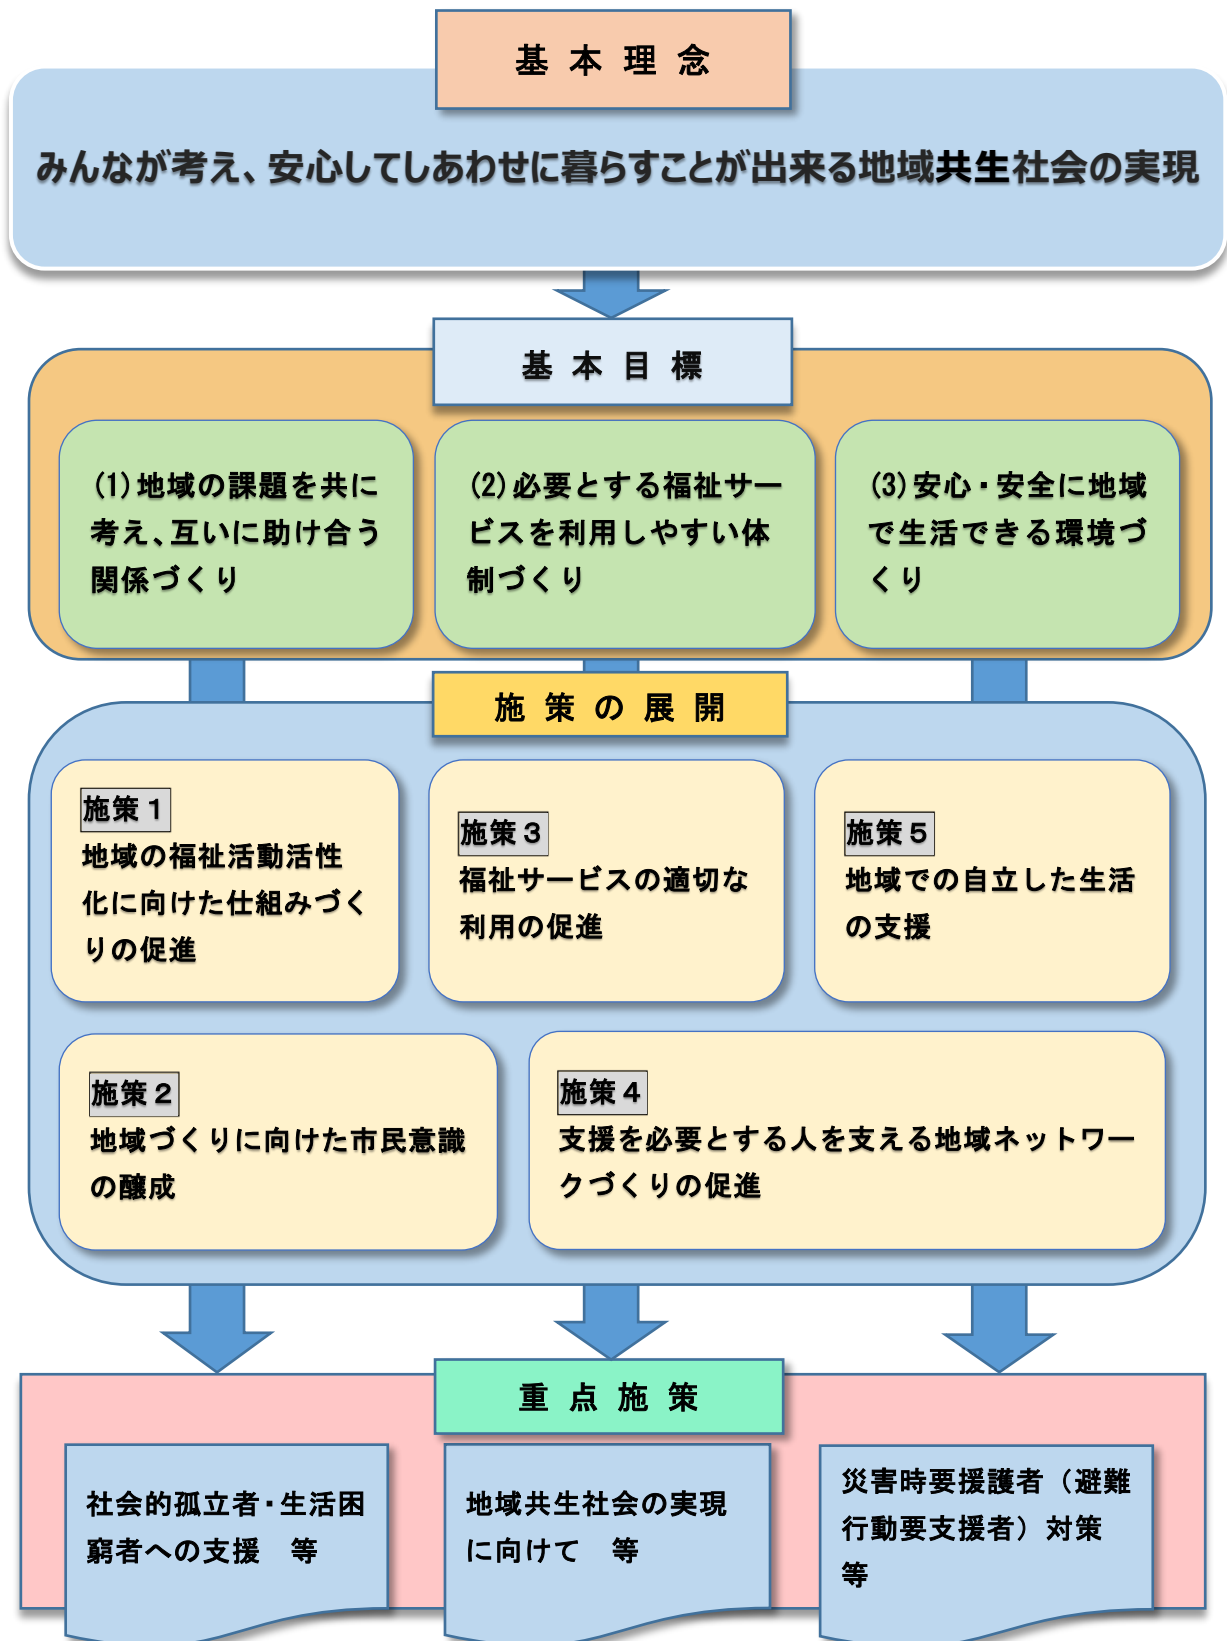 基本理念
みんなが考え、安心してしあわせに暮らすことが出来る地域共生社会の実現
基本目標
(1)地域の課題を共に
考え、互いに助け合う
関係づくり
(2)必要とする福祉サー
ビスを利用しやすい体
制づくり
(3)安心・安全に地域
で生活できる環境づ
くり
施策の展開
施策１
地域の福祉活動活性
化に向けた仕組みづく
りの促進
施策３
福祉サービスの適切な
利用の促進
施策５
地域での自立した生活
の支援
施策２
地域づくりに向けた市民意識
の醸成
施策４
支援を必要とする人を支える地域ネットワー
クづくりの促進
重点施策
社会的孤立者・生活困
窮者への支援　等
地域共生社会の実現
に向けて　等
災害時要援護者（避難
行動要支援者）対策
等